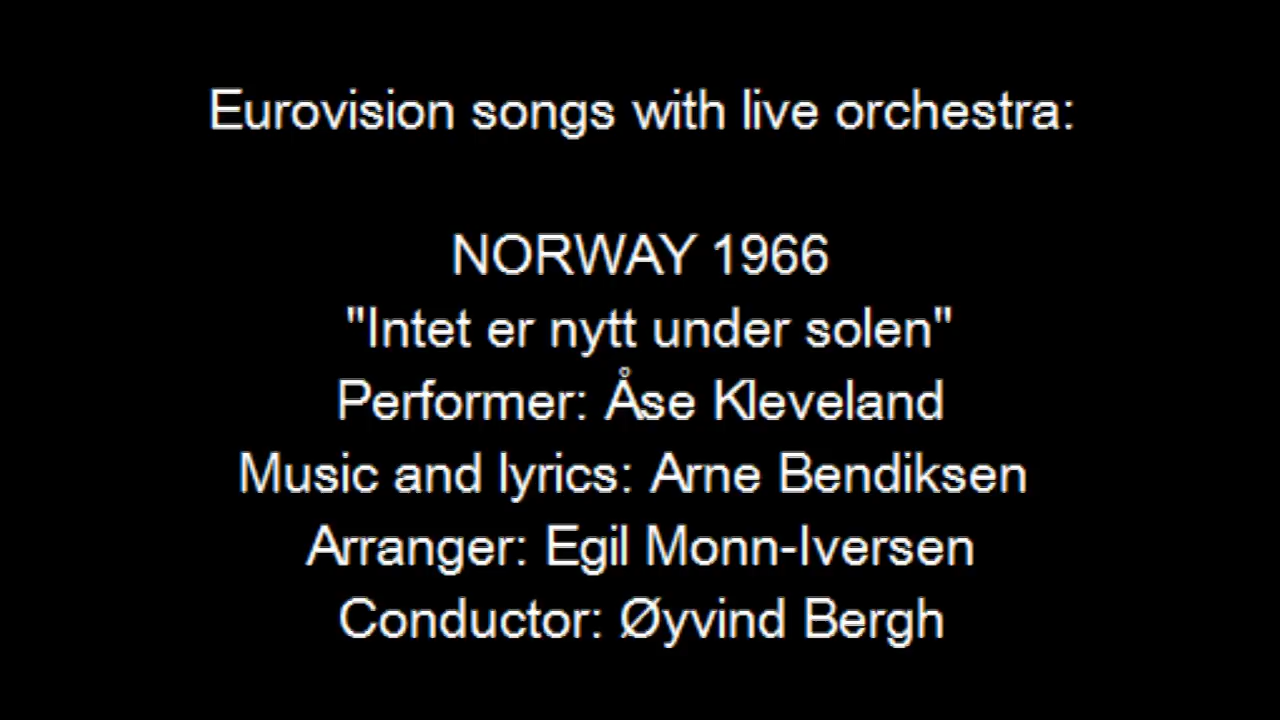 Eurovision songs with live orchestra:
NORWAY 1966
"Intet er nytt under solen"
Performer: Åse Kleveland
Music and lyrics: Arne Bendiksen
Arranger: Egil Monn-Iversen
Conductor: Øyvind Bergh